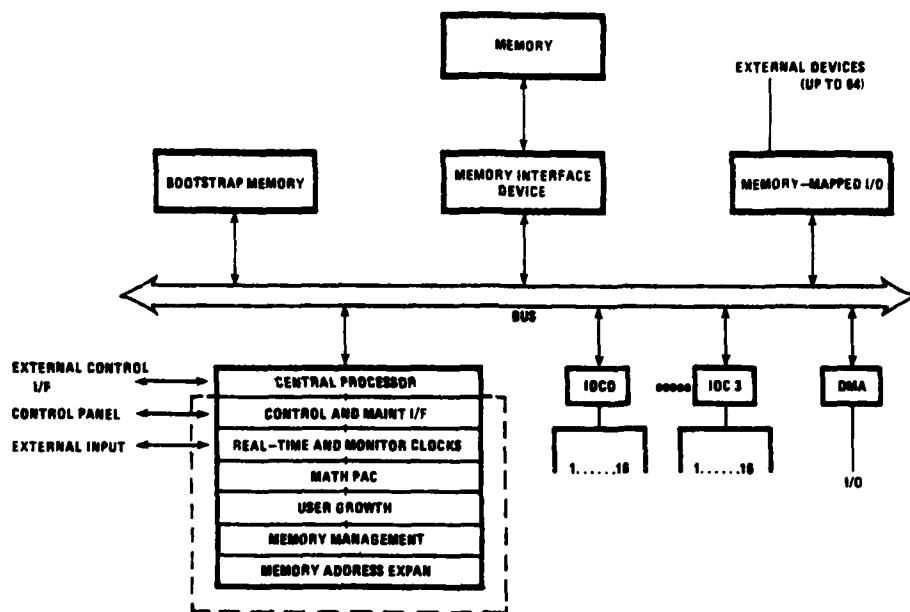 MEMORY
EXTERNAL DEVICES
(UP TO 64)
BOOTSTRAP MEMORY
MEMORY INTERFACE
DEVICE
MEMORY-MAPPED I/O
BUS
EXTERNAL CONTROL
I/F
CONTROL PANEL
EXTERNAL INPUT
CENTRAL PROCESSOR
CONTROL AND MAINT I/F
REAL-TIME AND MONITOR CLOCKS
MATH PAC
USER GROWTH
MEMORY MANAGEMENT
MEMORY ADDRESS EXPAN
IOC0
IOC 3
DMA
1......16
1......16
I/O